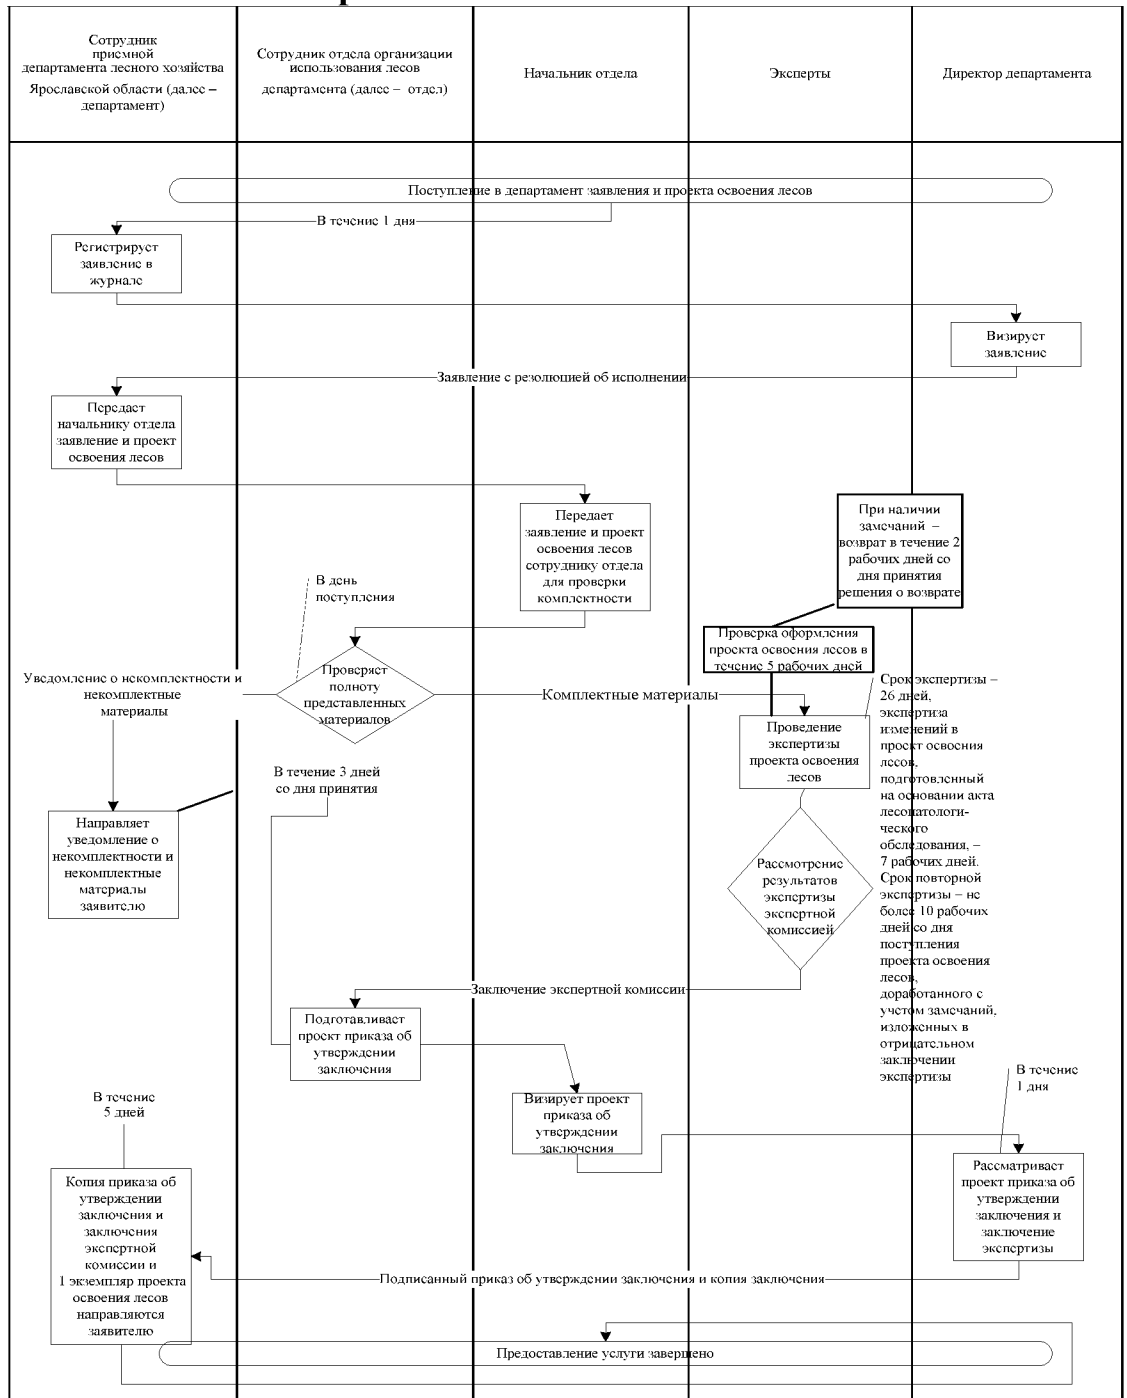 Сотрудник
приемной
департамента лесного хозяйства
Ярославской области (далее –
департамент)
Сотрудник отдела организации
использования лесов
департамента (далее – отдел)
Начальник отдела
Эксперты
Директор департамента
Поступление в департамент заявления и проекта освоения лесов
В течение 1 дня
Регистрирует
заявление в
журнале
Визирует
заявление
Заявление с резолюцией об исполнении
Передает
начальнику отдела
заявление и проект
освоения лесов
Передает
заявление и проект
освоения лесов
сотруднику отдела
для проверки
комплектности
При наличии
замечаний –
возврат в течение 2
рабочих дней со
дня принятия
решения о возврате
В день
поступления
Проверка оформления
проекта освоения лесов в
течение 5 рабочих дней
Уведомление о некомплектности и
некомплектные
материалы
Проверяет
полноту
представленных
материалов
Комплектные материалы
Срок экспертизы –
26 дней,
экспертиза
изменений в
проект освоения
лесов,
подготовленный
на основании акта
лесопатологи-
ческого
обследования, –
7 рабочих дней.
Срок повторной
экспертизы – не
более 10 рабочих
дней со дня
поступления
проекта освоения
лесов,
доработанного с
учетом замечаний,
изложенных в
отрицательном
заключении
экспертизы
Проведение
экспертизы
проекта освоения
лесов
В течение 3 дней
со дня принятия
Направляет
уведомление о
некомплектности и
некомплектные
материалы
заявителю
Рассмотрение
результатов
экспертизы
экспертной
комиссией
Заключение экспертной комиссии
Подготавливает
проект приказа об
утверждении
заключения
В течение
1 дня
Визирует проект
приказа об
утверждении
заключения
В течение
5 дней
Рассматривает
проект приказа об
утверждении
заключения и
заключение
экспертизы
Копия приказа об
утверждении
заключения и
заключения
экспертной
комиссии и
1 экземпляр проекта
освоения лесов
направляются
заявителю
Подписанный приказ об утверждении заключения и копия заключения
Предоставление услуги завершено